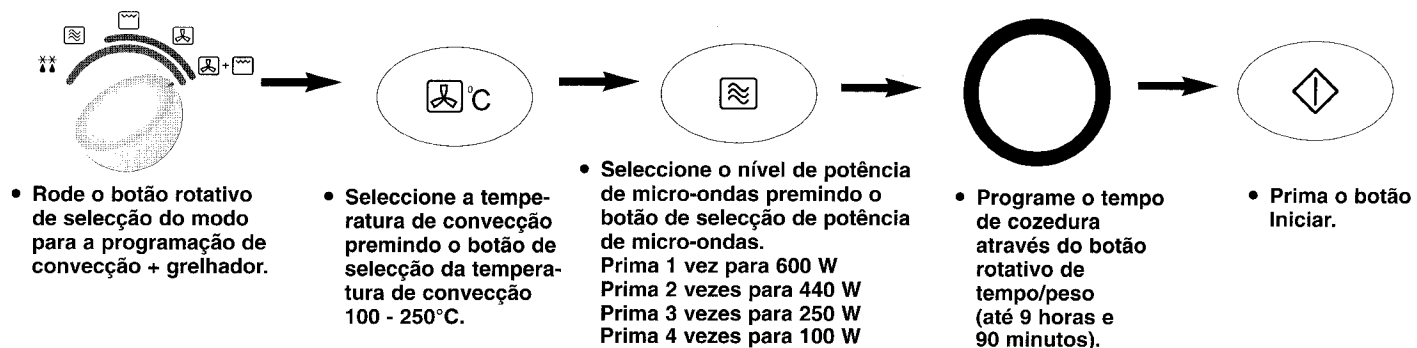 °C
• Rode o botão rotativo
de selecção do modo
para a programação de
convecção + grelhador.
• Seleccione a tempe-
ratura de convecção
premindo o botão de
selecção da tempera-
tura de convecção
100 - 250°C.
• Seleccione o nível de potência
de micro-ondas premindo o
botão de selecção de potência
de micro-ondas.
Prima 1 vez para 600 W
Prima 2 vezes para 440 W
Prima 3 vezes para 250 W
Prima 4 vezes para 100 W
• Programe o tempo
de cozedura
através do botão
rotativo de
tempo/peso
(até 9 horas e
90 minutos).
• Prima o botão
Iniciar.